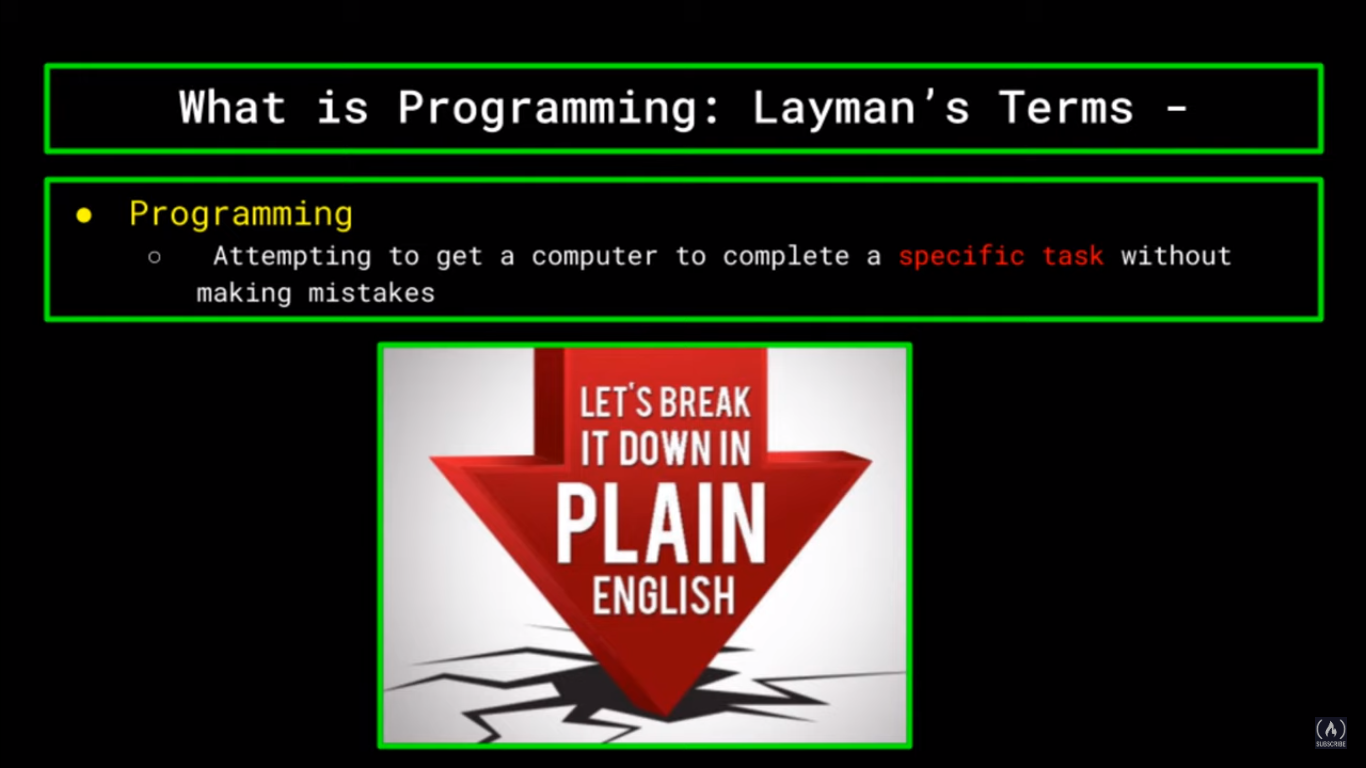 What is Programming: Layman’s Terms -
● Programming
○ Attempting to get a computer to complete a specific task without
making mistakes
LET'S BREAK
IT DOWN IN
PLAIN
ENGLISH
SUBSCRIBE